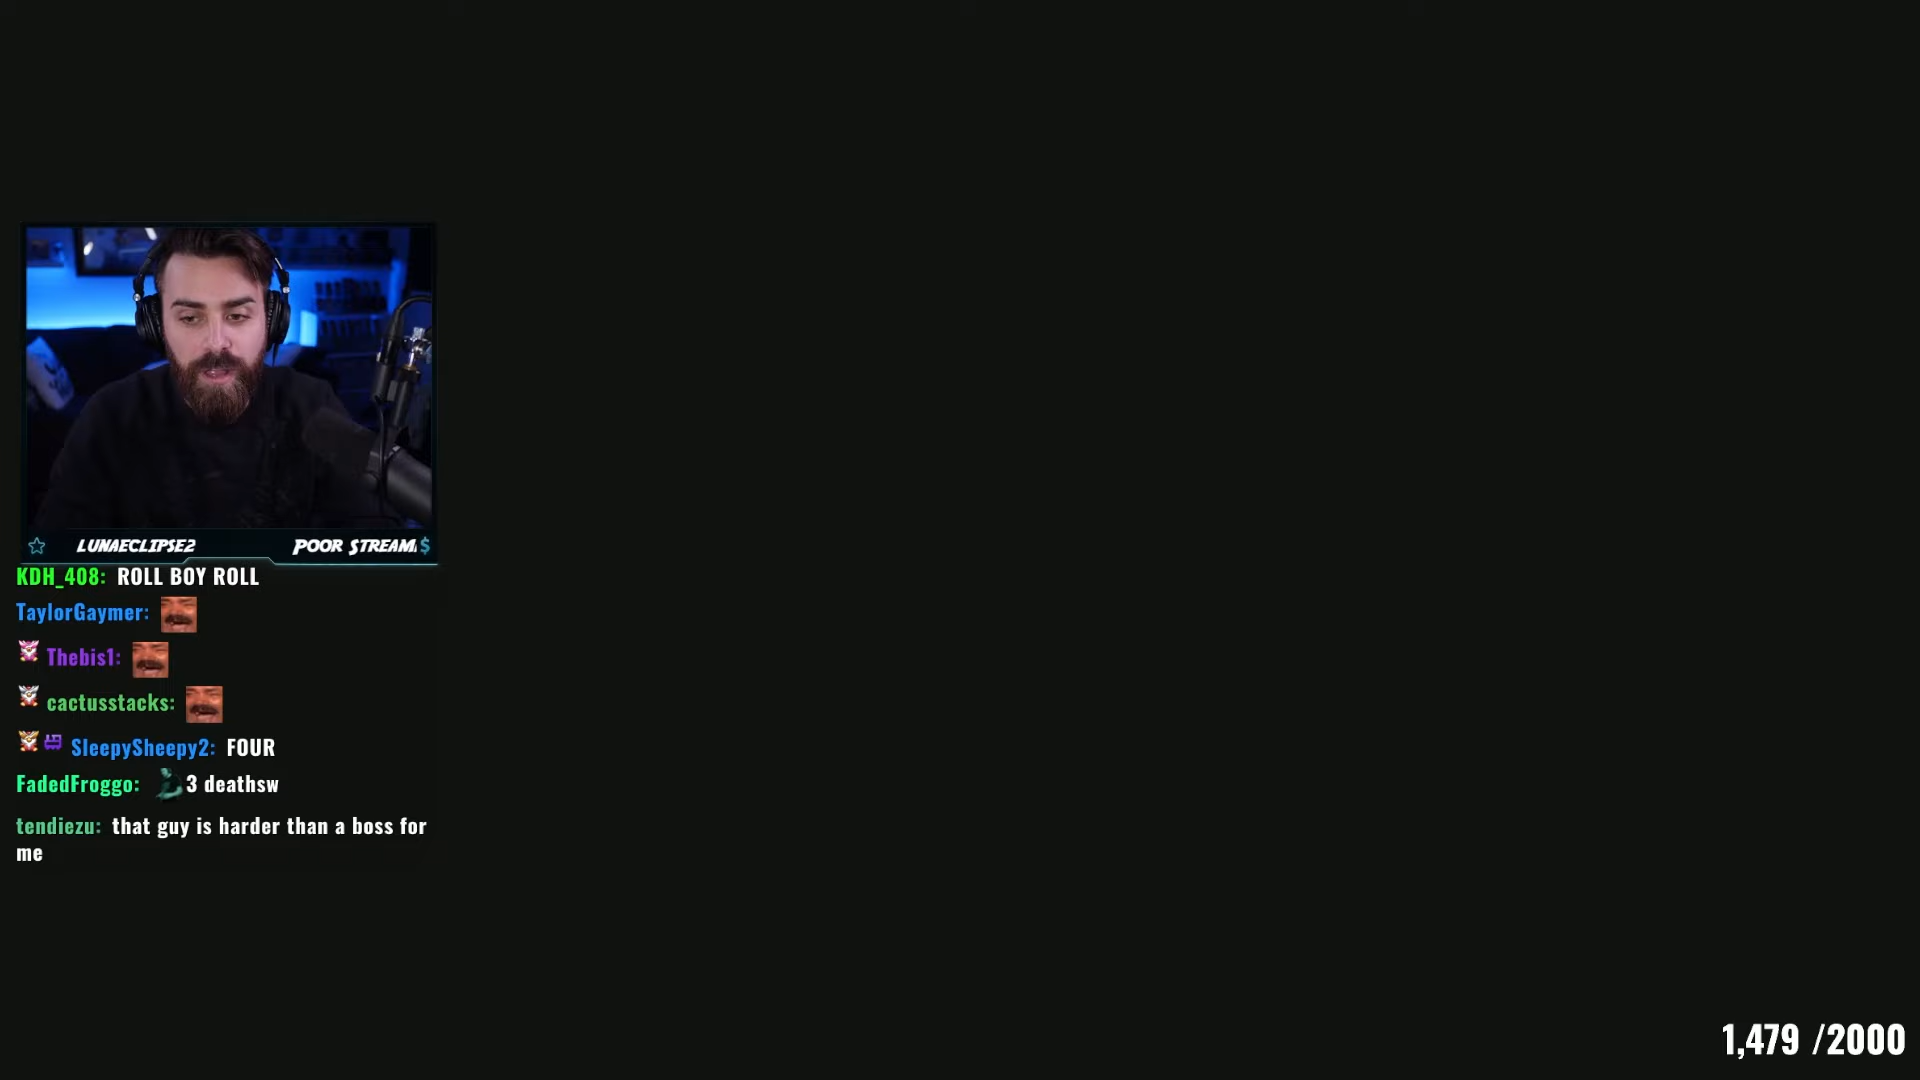 LUNAECLIPSE2 POOR STREAM
KDH_408: ROLL BOY ROLL
TaylorGaymer:
Thebis1:
cactusstacks:
SleepySheepy2: FOUR
FadedFroggo: 3 deathsw
tendiezu: that guy is harder than a boss for
me
1,479 /2000